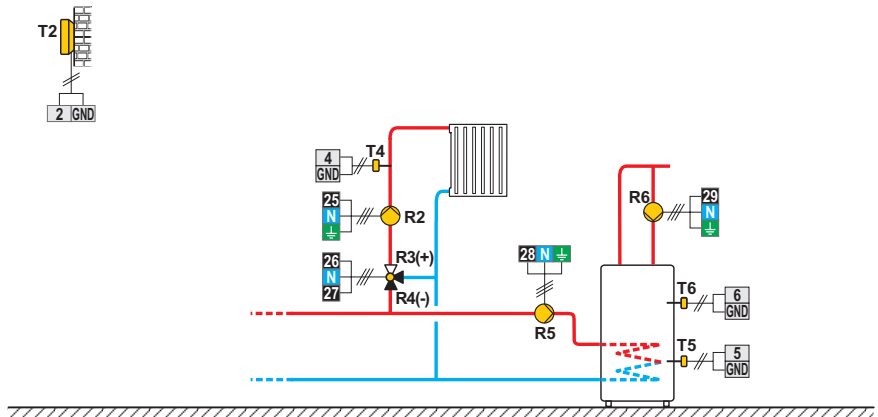 T2
2 GND
4
GND
T4
25
N
R2
26
N
27
R3(+)
R4(-)
28 N
R5
R6
29
N
T6
6
GND
T5
5
GND